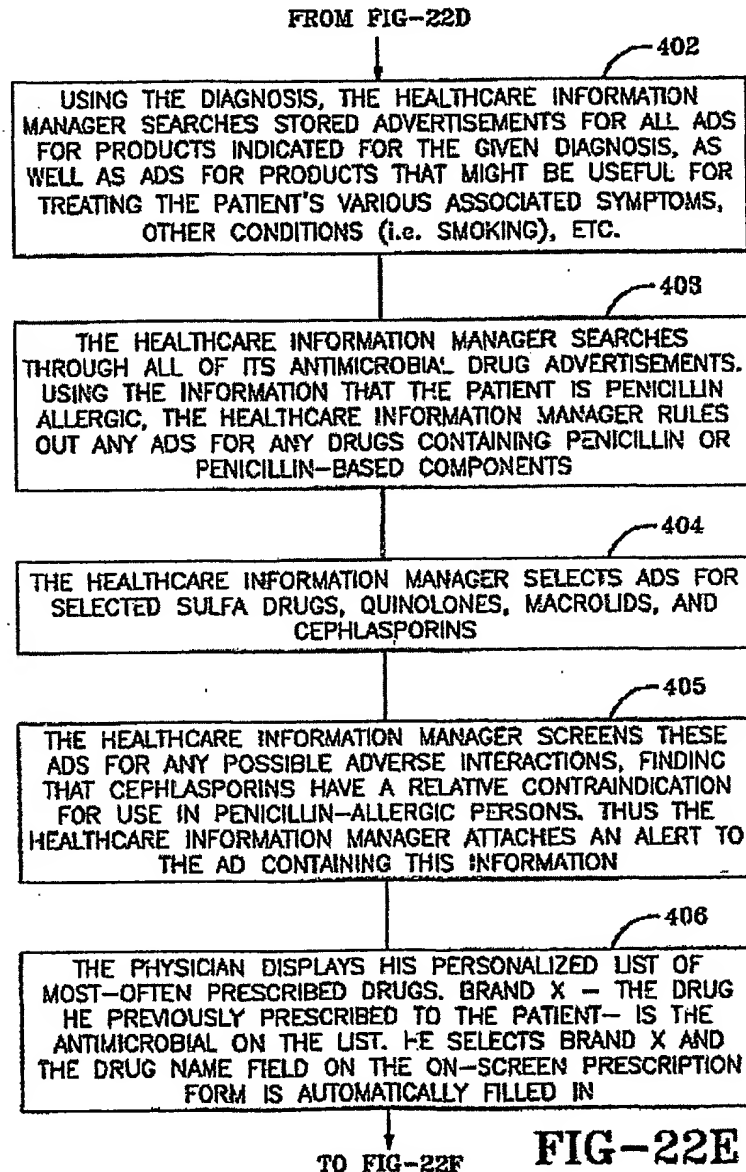 FROM FIG-22D
402
USING THE DIAGNOSIS, THE HEALTHCARE INFORMATION
MANAGER SEARCHES STORED ADVERTISEMENTS FOR ALL ADS
FOR PRODUCTS INDICATED FOR THE GIVEN DIAGNOSIS, AS
WELL AS ADS FOR PRODUCTS THAT MIGHT BE USEFUL FOR
TREATING THE PATIENT'S VARIOUS ASSOCIATED SYMPTOMS,
OTHER CONDITIONS (i.e. SMOKING), ETC.
403
THE HEALTHCARE INFORMATION MANAGER SEARCHES
THROUGH ALL OF ITS ANTIMICROBIAL DRUG ADVERTISEMENTS.
USING THE INFORMATION THAT THE PATIENT IS PENICILLIN
ALLERGIC, THE HEALTHCARE INFORMATION MANAGER RULES
OUT ANY ADS FOR ANY DRUGS CONTAINING PENICILLIN OR
PENICILLIN-BASED COMPONENTS
404
THE HEALTHCARE INFORMATION MANAGER SELECTS ADS FOR
SELECTED SULFA DRUGS, QUINOLONES, MACROLIDS, AND
CEPHLASPORINS
405
THE HEALTHCARE INFORMATION MANAGER SCREENS THESE
ADS FOR ANY POSSIBLE ADVERSE INTERACTIONS, FINDING
THAT CEPHLASPORINS HAVE A RELATIVE CONTRAINDICATION
FOR USE IN PENICILLIN-ALLERGIC PERSONS. THUS THE
HEALTHCARE INFORMATION MANAGER ATTACHES AN ALERT TO
THE AD CONTAINING THIS INFORMATION
406
THE PHYSICIAN DISPLAYS HIS PERSONALIZED LIST OF
MOST-OFTEN PRESCRIBED DRUGS. BRAND X - THE DRUG
HE PREVIOUSLY PRESCRIBED TO THE PATIENT- IS THE
ANTIMICROBIAL ON THE LIST. HE SELECTS BRAND X AND
THE DRUG NAME FIELD ON THE ON-SCREEN PRESCRIPTION
FORM IS AUTOMATICALLY FILLED IN
TO FIG-22F
FIG-22E